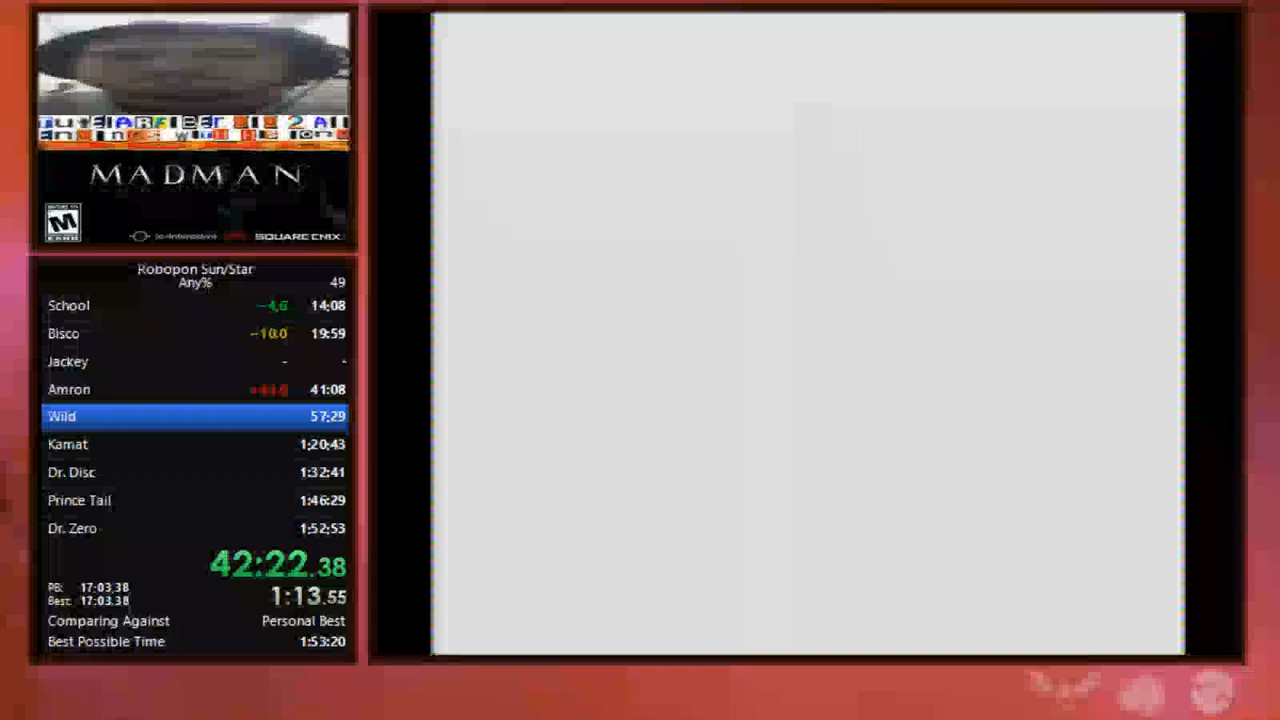 MADMAN
M
SQUARE ENIX
Robopon Sun/Star
Any% 49
School 14:08
Bisco −10.0 19:59
Jackey - -
Amron 41:08
Wild 57:29
Kamat 1:20:43
Dr. Disc 1:32:41
Prince Tail 1:46:29
Dr. Zero 1:52:53
42:22.38
PB: 17:03.38
Best: 17:03.38
1:13.55
Comparing Against Personal Best
Best Possible Time 1:53:20